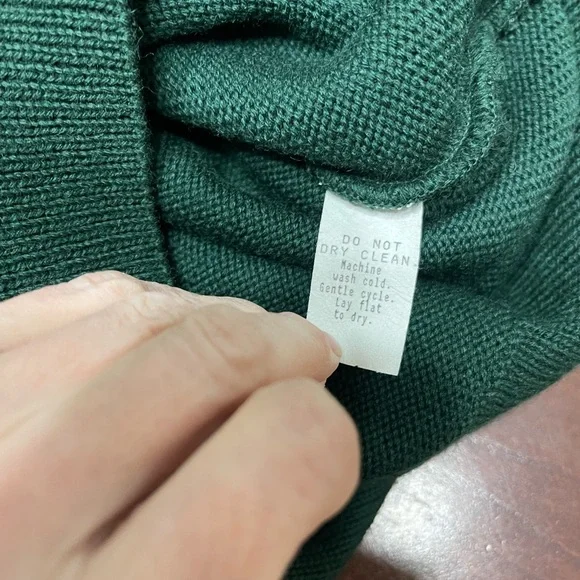 DO NOT
DRY CLEAN
Machine
wash cold.
Gentle cycle.
Lay flat
to dry.